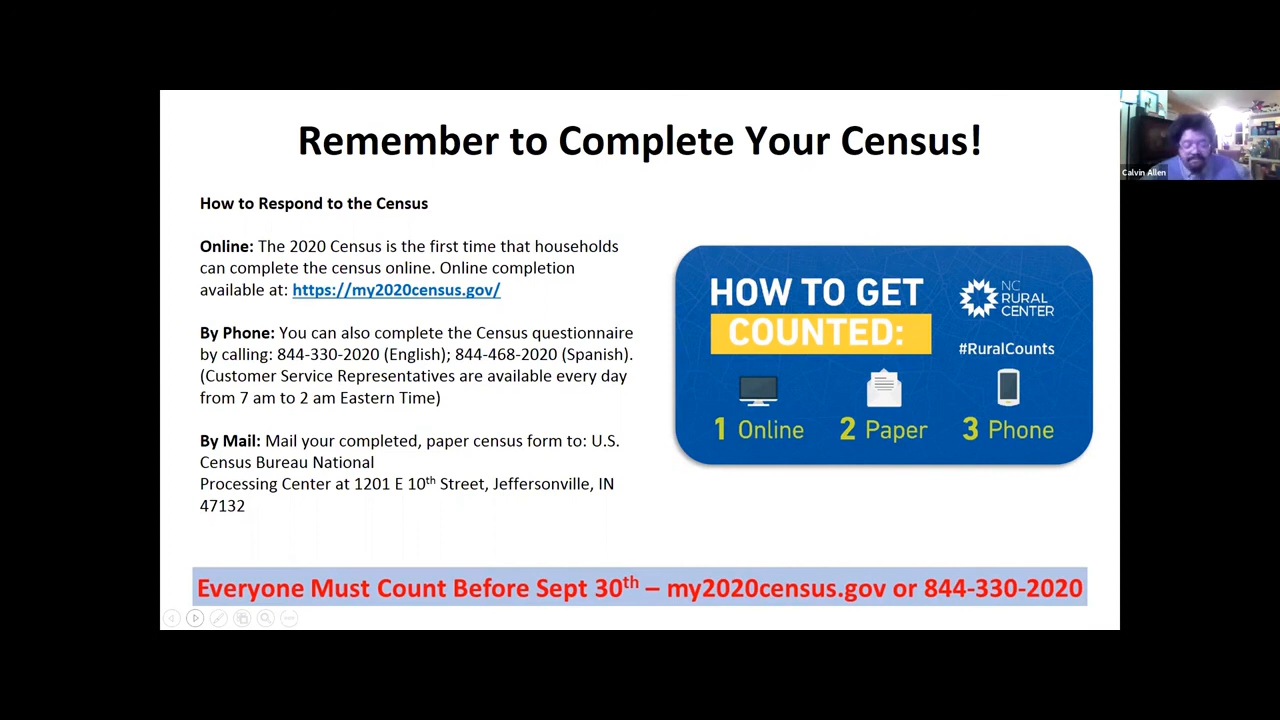 Remember to Complete Your Census!
How to Respond to the Census
Online: The 2020 Census is the first time that households
can complete the census online. Online completion
available at: https://my2020census.gov/
By Phone: You can also complete the Census questionnaire
by calling: 844-330-2020 (English); 844-468-2020 (Spanish).
(Customer Service Representatives are available every day
from 7 am to 2 am Eastern Time)
By Mail: Mail your completed, paper census form to: U.S.
Census Bureau National
Processing Center at 1201 E 10th Street, Jeffersonville, IN
47132
HOW TO GET
COUNTED:
NC
RURAL
CENTER
#RuralCounts
1 Online
2 Paper
3 Phone
Everyone Must Count Before Sept 30th – my2020census.gov or 844-330-2020
Calvin Allen